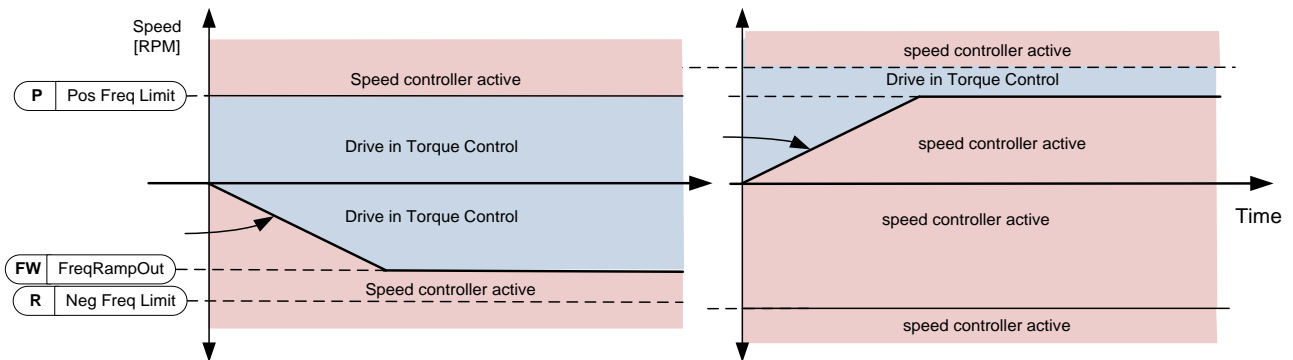 Speed
[RPM]
Speed controller active
P Pos Freq Limit
Drive in Torque Control
Drive in Torque Control
FW FreqRampOut
Speed controller active
R Neg Freq Limit
speed controller active
Drive in Torque Control
speed controller active
speed controller active
Time
speed controller active